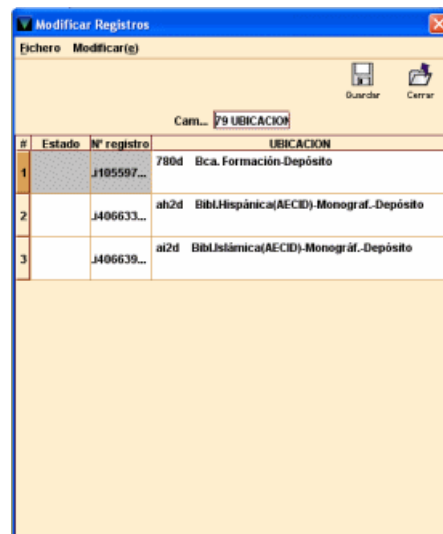 Modificar Registros
Fichero Modificar(e)
Guardar Cerrar
Cam... 79 UBICACION
# Estado Nº registro UBICACION
1 .i105597... 780d Bca. Formación-Depósito
2 .i406633... ah2d Bibl.Hispánica(AECID)-Monograf.-Depósito
3 .i406639... ai2d Bibl.Islámica(AECID)-Monográf.-Depósito